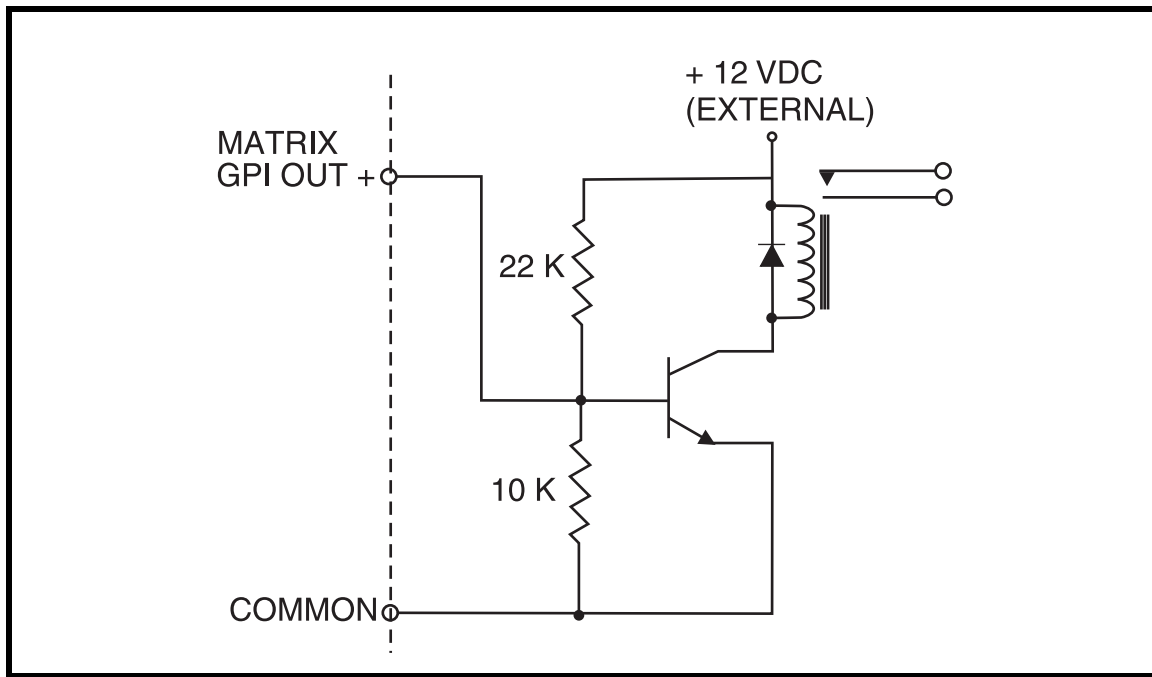 + 12 VDC
(EXTERNAL)
MATRIX
GPI OUT +
22 K
10 K
COMMON